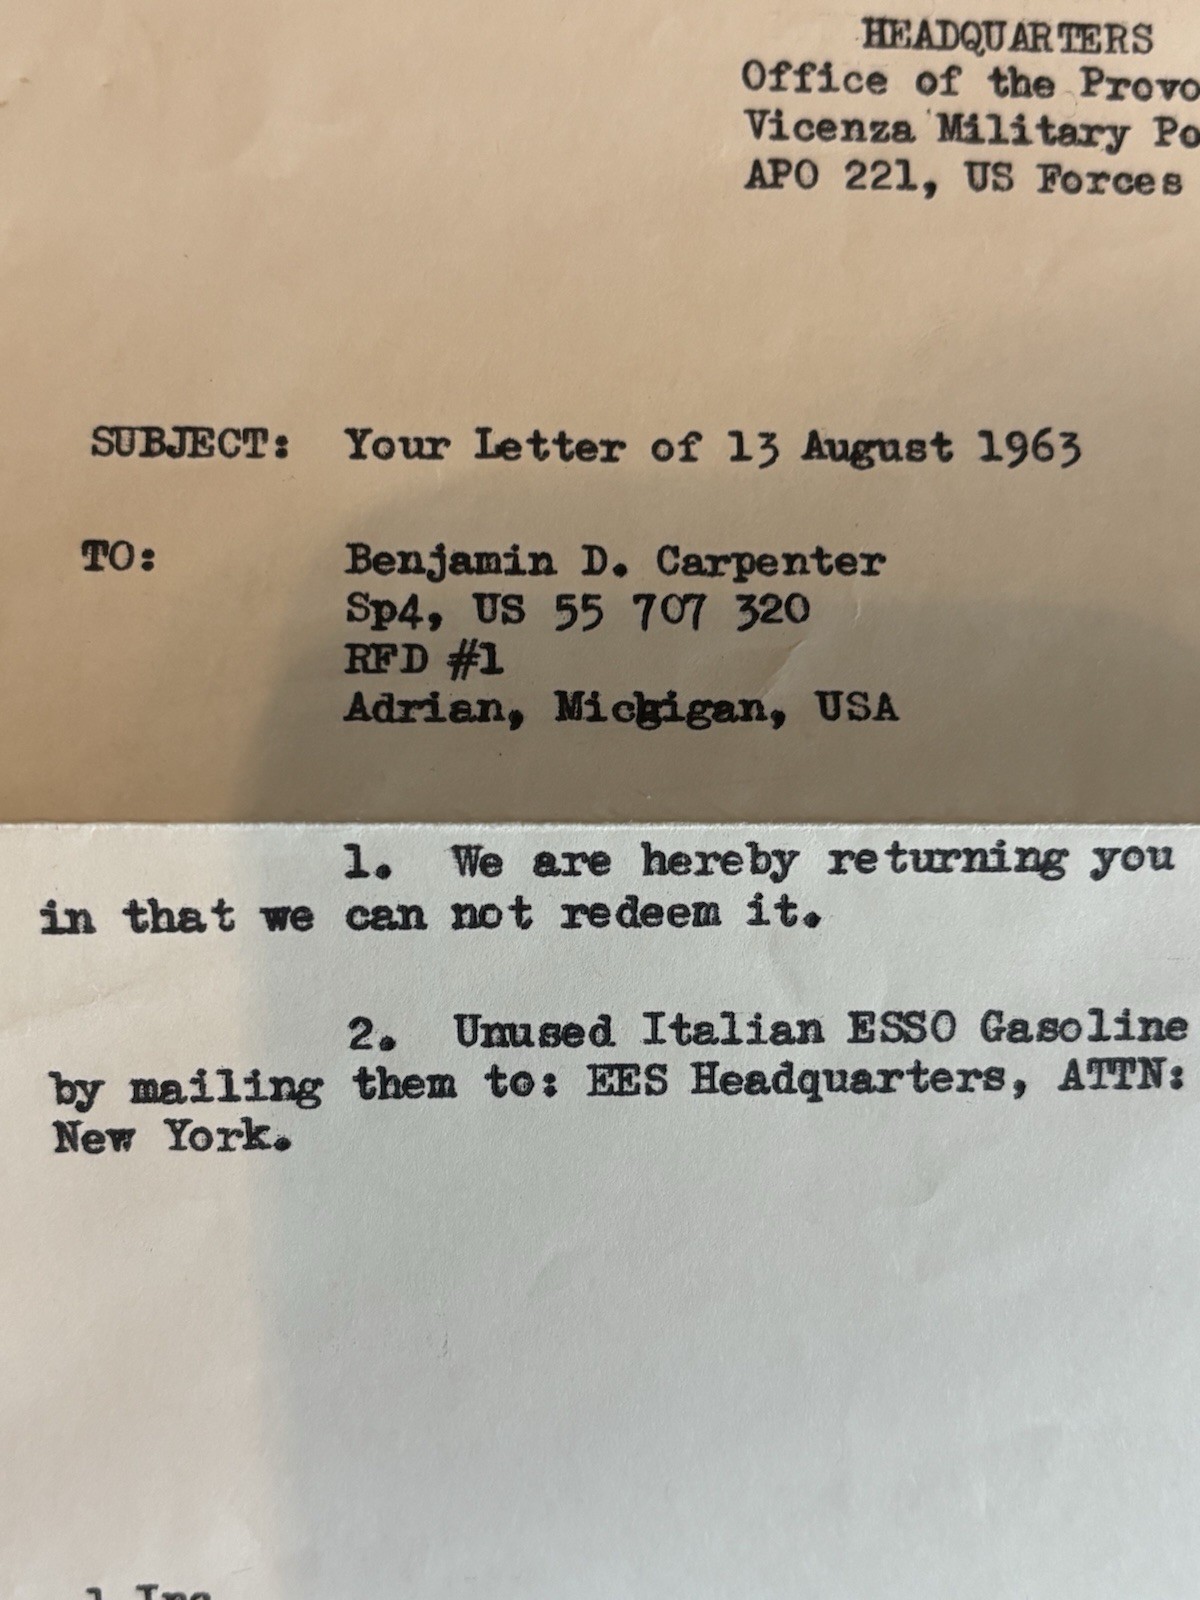 HEADQUARTERS
Office of the Provo
Vicenza Military Po
APO 221, US Forces
SUBJECT: Your Letter of 13 August 1963
TO: Benjamin D. Carpenter
Sp4, US 55 707 320
RFD #1
Adrian, Michigan, USA
1. We are hereby returning you
in that we can not redeem it.
2. Unused Italian ESSO Gasoline
by mailing them to: EES Headquarters, ATTN:
New York.